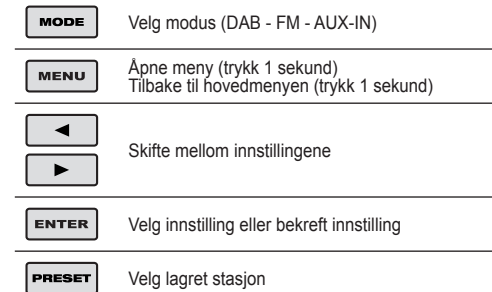 MODE Velg modus (DAB - FM - AUX-IN)
MENU Åpne meny (trykk 1 sekund)
Tilbake til hovedmenyen (trykk 1 sekund)
Skifte mellom innstillingene
ENTER Velg innstilling eller bekreft innstilling
PRESET Velg lagret stasjon